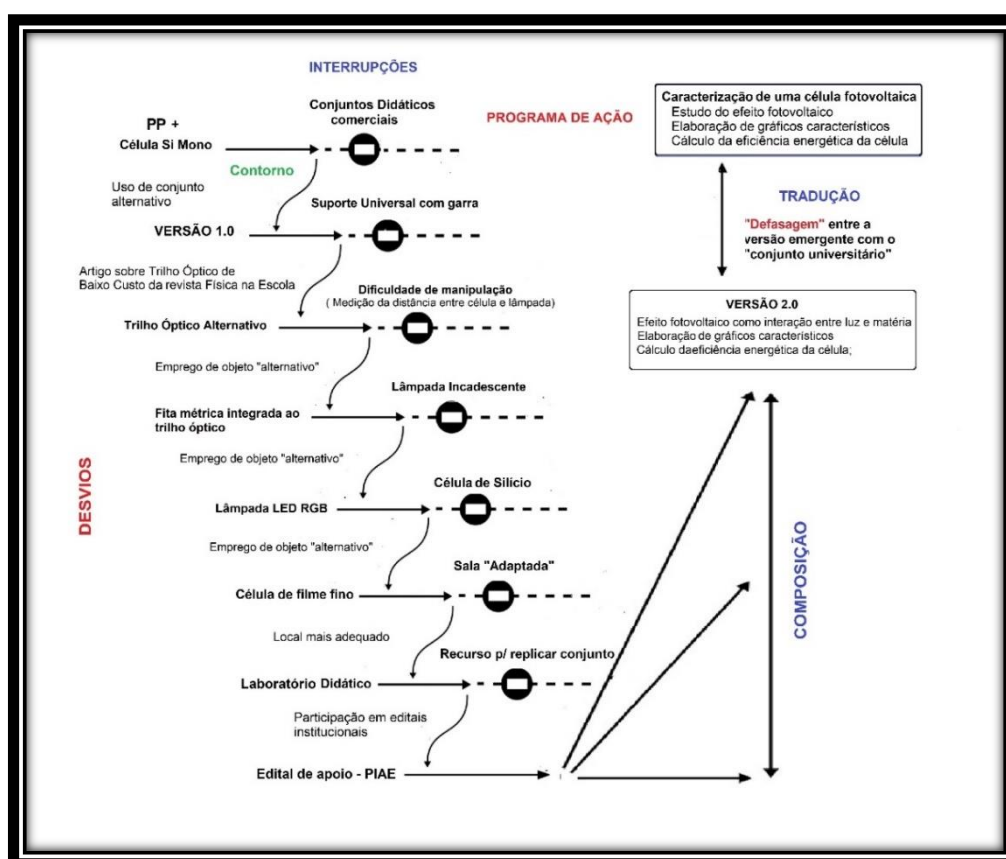 INTERRUPÇÕES
Conjuntos Didáticos
comerciais
PROGRAMA DE AÇÃO
Caracterização de uma célula fotovoltaica
Estudo do efeito fotovoltaico
Elaboração de gráficos característicos
Cálculo da eficiência energética da célula
PP +
Célula Si Mono
Contorno
Uso de conjunto
alternativo
TRADUÇÃO
"Defasagem" entre a
versão emergente com o
"conjunto universitário"
Suporte Universal com garra
VERSÃO 1.0
Artigo sobre Trilho Óptico de
Baixo Custo da revista Física na Escola
Dificuldade de manipulação
( Medição da distância entre célula e lâmpada)
VERSÃO 2.0
Efeito fotovoltaico como interação entre luz e matéria
Elaboração de gráficos característicos
Cálculo daeficiência energética da célula;
Trilho Óptico Alternativo
Emprego de objeto "alternativo"
Lâmpada Incadescente
Fita métrica integrada ao
trilho óptico
Emprego de objeto "alternativo"
DESVIOS
Célula de Silício
Lâmpada LED RGB
Emprego de objeto "alternativo"
Sala "Adaptada"
Célula de filme fino
COMPOSIÇÃO
Local mais adequado
Recurso p/ replicar conjunto
Laboratório Didático
Participação em editais
institucionais
Edital de apoio - PIAE